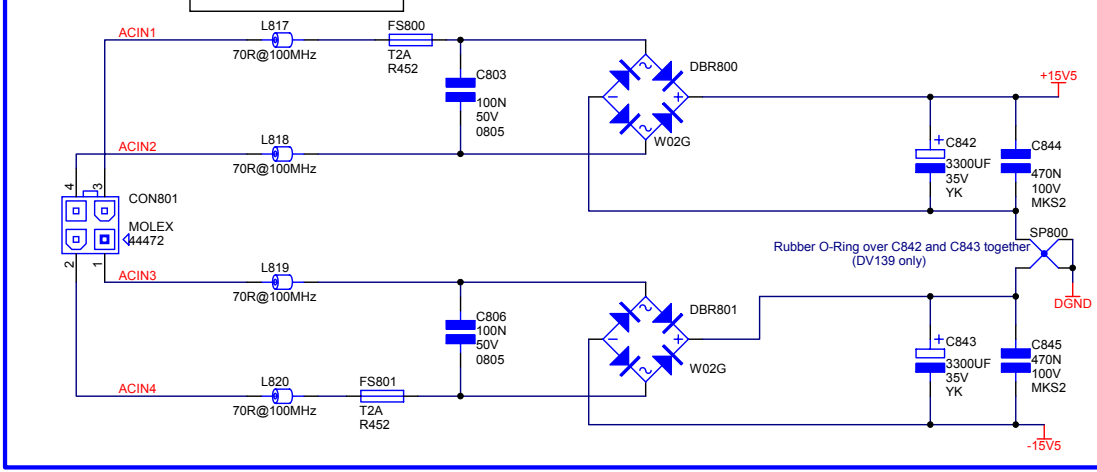 ACIN1
L817
70R@100MHz
FS800
T2A
R452
C803
100N
50V
0805
DBR800
W02G
+15V5
+
C842
3300UF
35V
YK
C844
470N
100V
MKS2
ACIN2
L818
70R@100MHz
4
3
CON801
MOLEX
44472
2
1
SP800
Rubber O-Ring over C842 and C843 together
(DV139 only)
DGND
ACIN3
L819
70R@100MHz
C806
100N
50V
0805
DBR801
W02G
+
C843
3300UF
35V
YK
C845
470N
100V
MKS2
ACIN4
L820
70R@100MHz
FS801
T2A
R452
-15V5